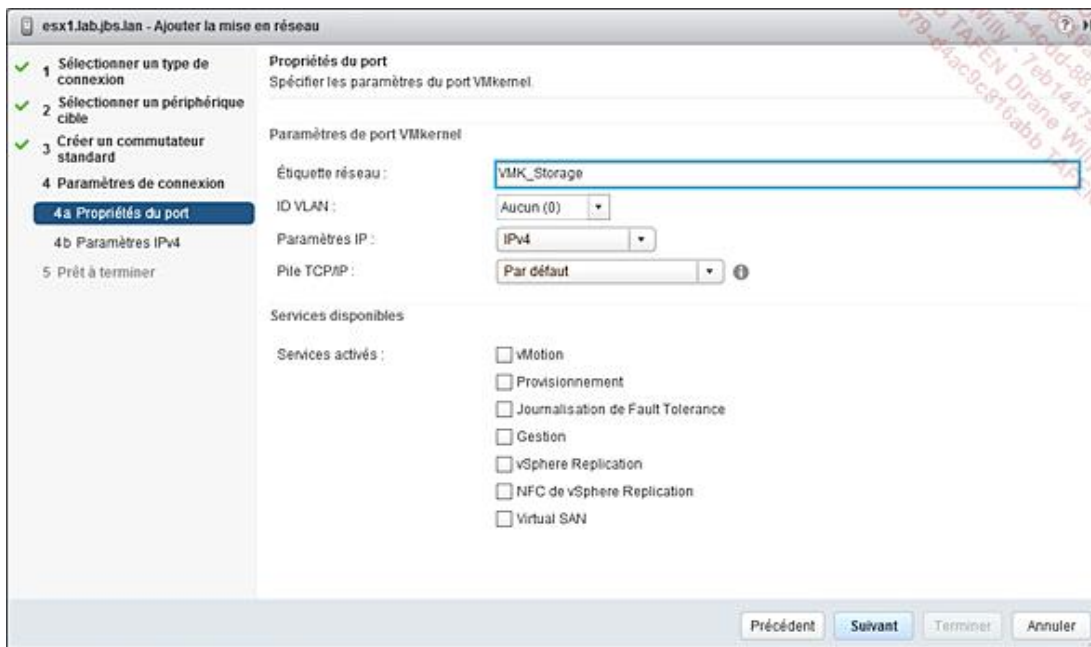 esx1.lab.jbs.lan - Ajouter la mise en réseau
?
1 Sélectionner un type de
connexion
2 Sélectionner un périphérique
cible
3 Créer un commutateur
standard
4 Paramètres de connexion
4a Propriétés du port
4b Paramètres IPv4
5 Prêt à terminer
Propriétés du port
Spécifier les paramètres du port VMkernel.
Paramètres de port VMkernel
Étiquette réseau : VMK_Storage
ID VLAN : Aucun (0)
Paramètres IP : IPv4
Pile TCP/IP : Par défaut
Services disponibles
Services activés :
vMotion
Provisionnement
Journalisation de Fault Tolerance
Gestion
vSphere Replication
NFC de vSphere Replication
Virtual SAN
Précédent Suivant Terminer Annuler
TAFEN Dirane